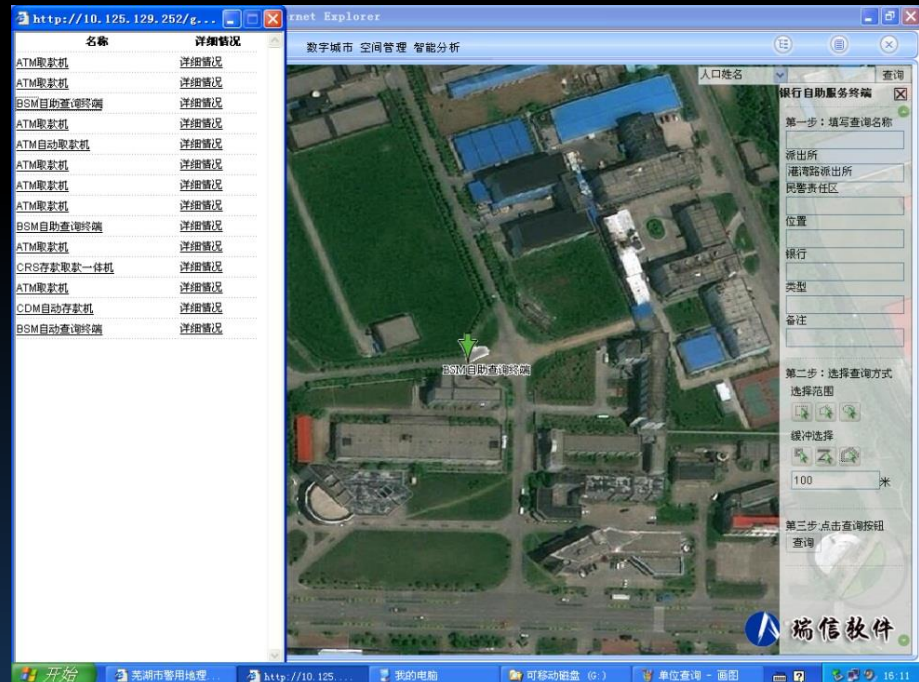 http://10.125.129.252/g...
rnet Explorer
名称 详细情况
ATM取款机 详细情况
ATM取款机 详细情况
BSM自助查询终端 详细情况
ATM取款机 详细情况
ATM自动取款机 详细情况
ATM取款机 详细情况
ATM取款机 详细情况
ATM取款机 详细情况
BSM自助查询终端 详细情况
ATM取款机 详细情况
CRS存款取款一体机 详细情况
ATM取款机 详细情况
CDM自动存款机 详细情况
BSM自动查询终端 详细情况
数字城市 空间管理 智能分析
人口姓名 查询
银行自助服务终端
第一步：填写查询名称
派出所
港湾路派出所
民警责任区
位置
银行
类型
备注
第二步：选择查询方式
选择范围
缓冲选择
100 米
第三步:点击查询按钮
查询
BSM自助查询终端
瑞信软件
开始 芜湖市警用地理... http://10.125.... 我的电脑 可移动磁盘 (G:) 单位查询 - 画图 16:11